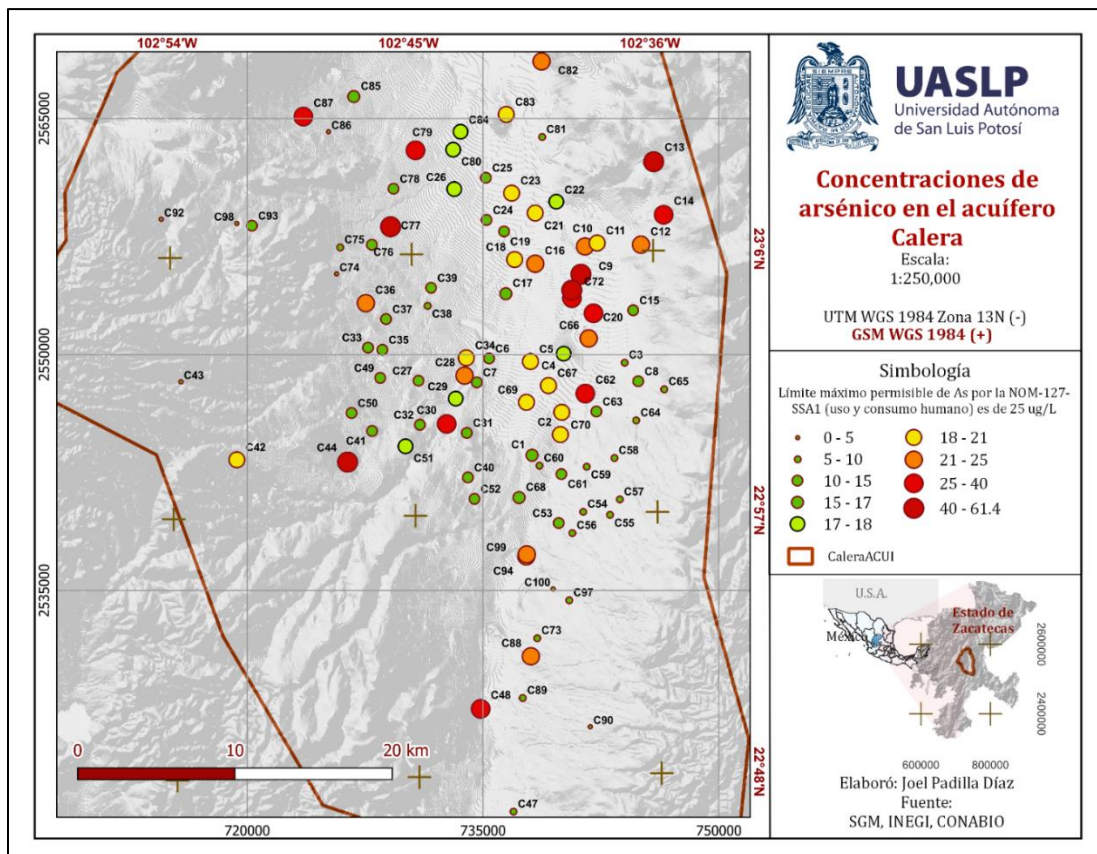 102°54'W 102°45'W 102°36'W
C82
C85
C87
C83
C86
C84
C81
C79
C13
C80
C25
C78
C26
C23
C22
C14
C92
C98
C93
C24
C21
C77
C10
C11
C12
C18
C19
C75
C76
C16
C74
C9
C39
C72
C36
C17
C38
C15
C37
C20
C66
C33
C35
C34
C6
C5
C28
C4
C3
C49
C27
C7
C67
C8
C43
C29
C69
C62
C65
C50
C32
C30
C63
C2
C70
C64
C41
C31
C42
C44
C51
C1
C60
C58
C59
C40
C61
C52
C68
C57
C54
C53
C55
C56
C99
C94
C100
C97
C73
C88
C89
C48
C90
C47
2565000
2550000
2535000
23°6'N
22°57'N
22°48'N
0 10 20 km
720000 735000 750000
UASLP
Universidad Autónoma
de San Luis Potosí
Concentraciones de
arsénico en el acuífero
Calera
Escala:
1:250,000
UTM WGS 1984 Zona 13N (-)
GSM WGS 1984 (+)
Simbología
Límite máximo permisible de As por la NOM-127-
SSA1 (uso y consumo humano) es de 25 ug/L
0 - 5
5 - 10
10 - 15
15 - 17
17 - 18
18 - 21
21 - 25
25 - 40
40 - 61.4
CaleraACUI
U.S.A.
México
Estado de
Zacatecas
2600000
2400000
600000 800000
Elaboró: Joel Padilla Díaz
Fuente:
SGM, INEGI, CONABIO